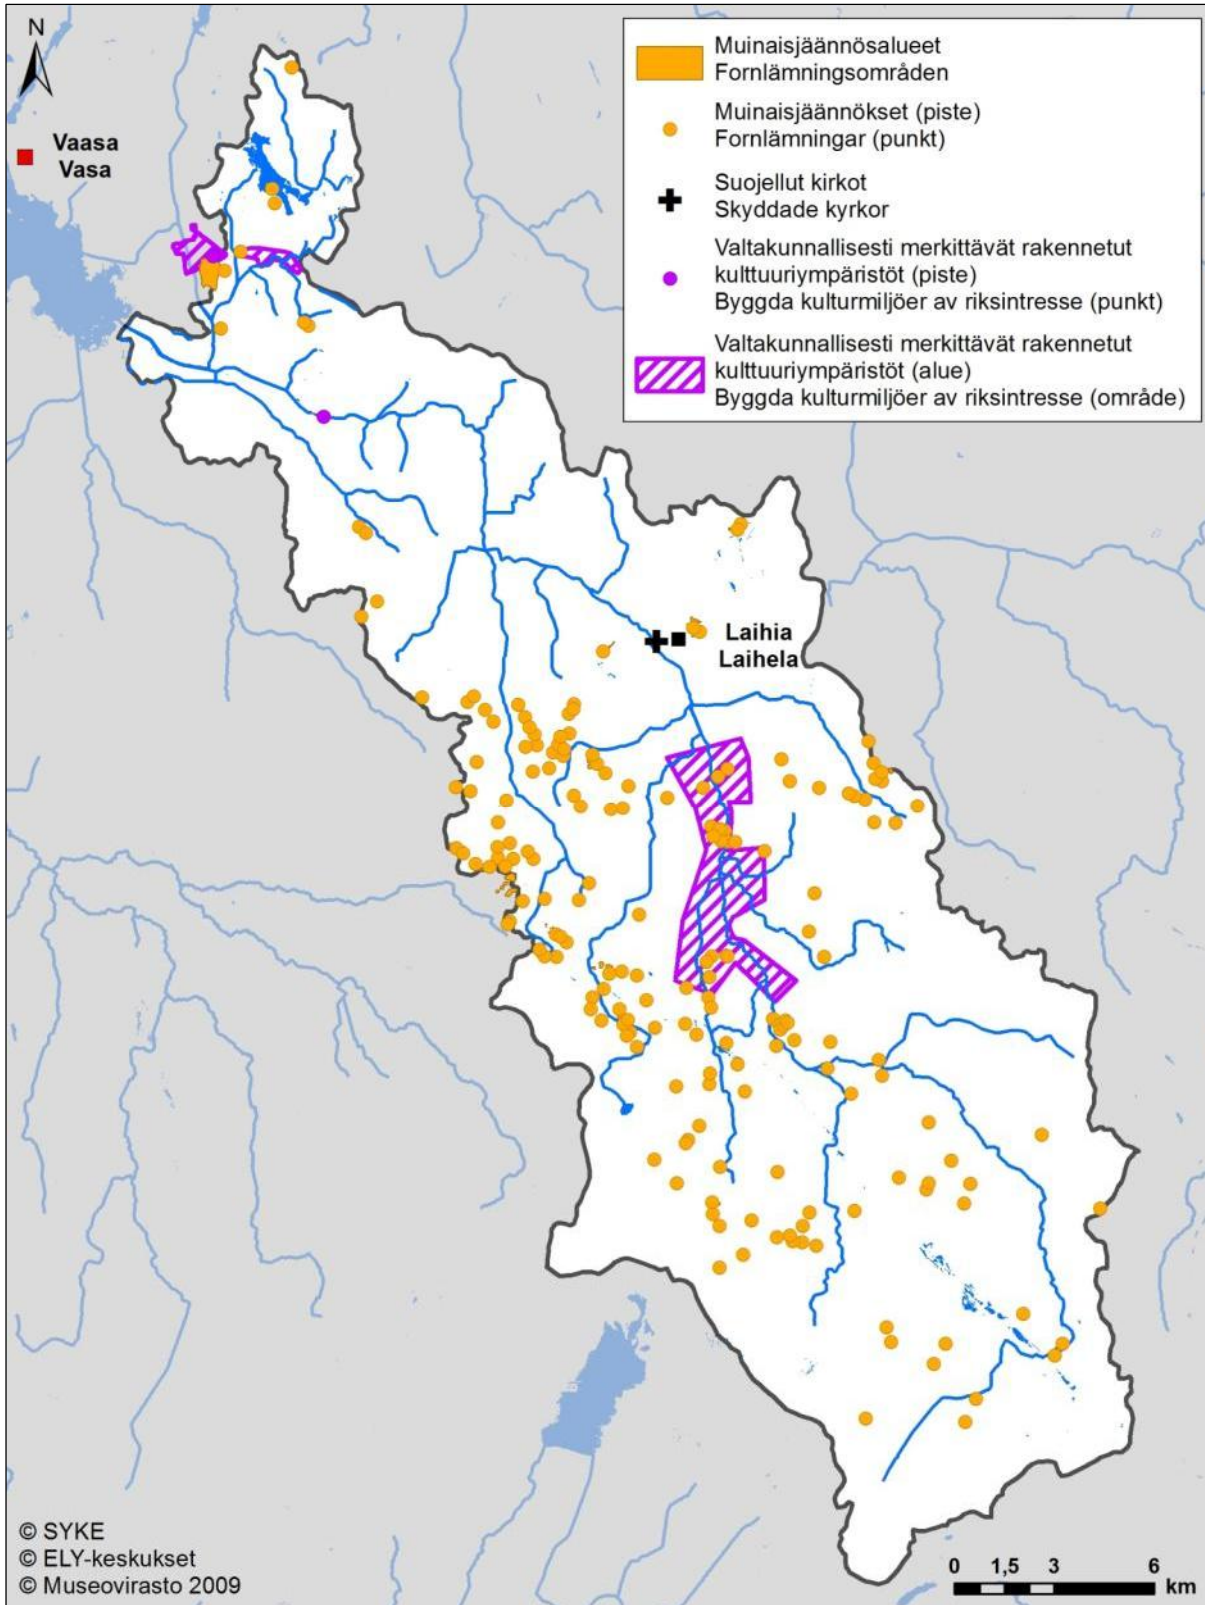 N
Vaasa
Vasa
Muinaisjäännösalueet
Fornlämningsområden
Muinaisjäännökset (piste)
Fornlämningar (punkt)
Suojellut kirkot
Skyddade kyrkor
Valtakunnallisesti merkittävät rakennetut
kulttuuriympäristöt (piste)
Byggda kulturmiljöer av riksintresse (punkt)
Valtakunnallisesti merkittävät rakennetut
kulttuuriympäristöt (alue)
Byggda kulturmiljöer av riksintresse (område)
Laihia
Laihela
© SYKE
© ELY-keskukset
© Museovirasto 2009
0 1,5 3 6
km